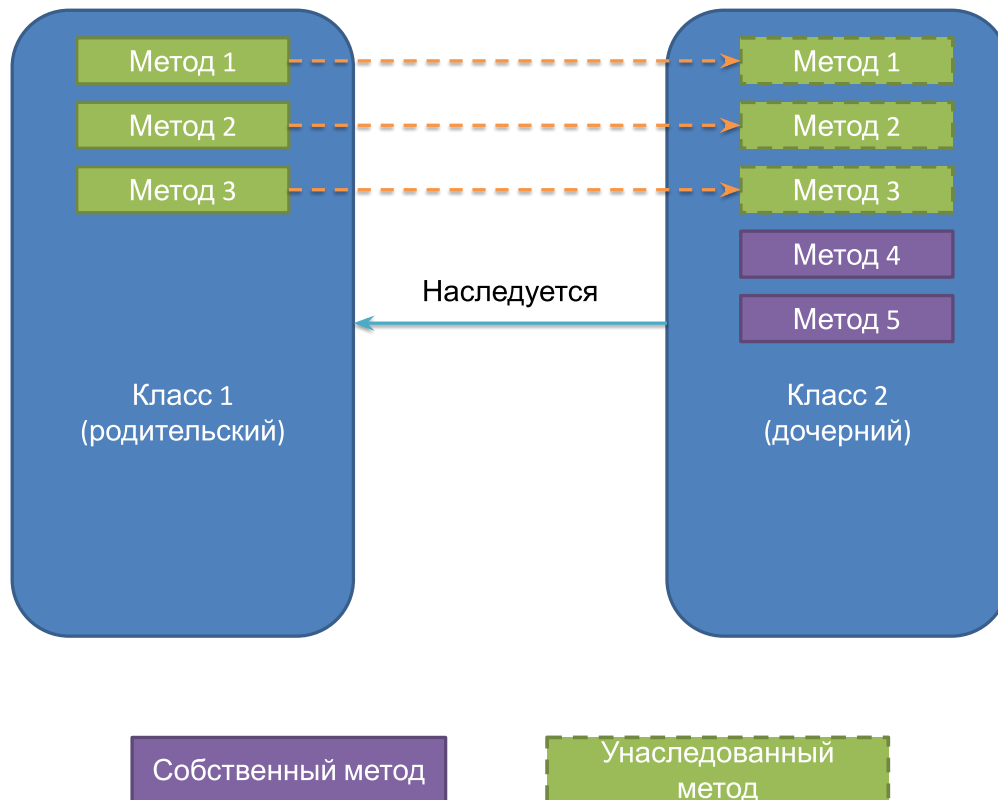 Метод 1
Метод 2
Метод 3
Класс 1
(родительский)
Наследуется
Метод 1
Метод 2
Метод 3
Метод 4
Метод 5
Класс 2
(дочерний)
Собственный метод
Унаследованный
метод